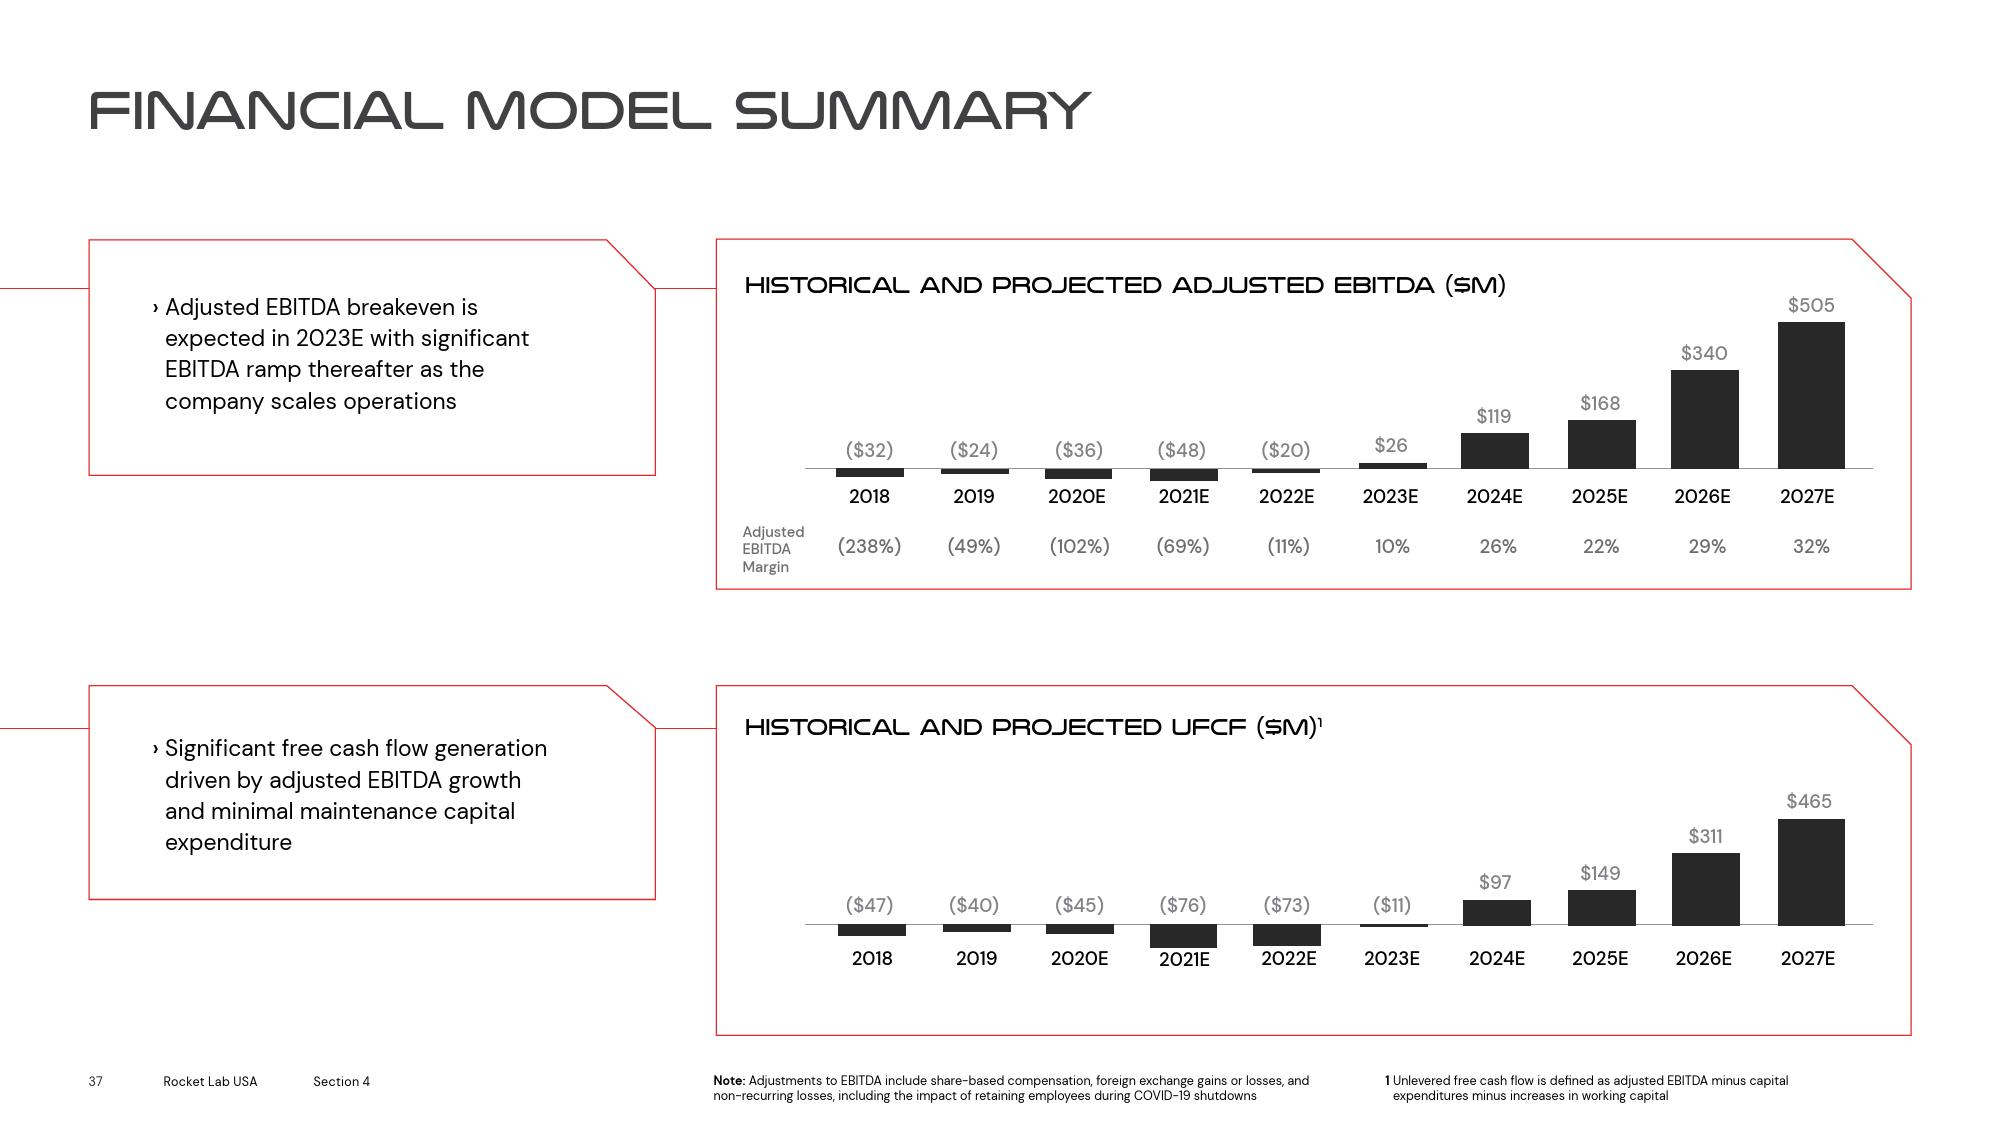 FINANCIAL MODEL SUMMARY
› Adjusted EBITDA breakeven is
expected in 2023E with significant
EBITDA ramp thereafter as the
company scales operations
HISTORICAL AND PROJECTED ADJUSTED EBITDA ($M)
($32) ($24) ($36) ($48) ($20) $26 $119 $168 $340 $505
2018 2019 2020E 2021E 2022E 2023E 2024E 2025E 2026E 2027E
Adjusted
EBITDA
Margin
(238%) (49%) (102%) (69%) (11%) 10% 26% 22% 29% 32%
› Significant free cash flow generation
driven by adjusted EBITDA growth
and minimal maintenance capital
expenditure
HISTORICAL AND PROJECTED UFCF ($M)¹
($47) ($40) ($45) ($76) ($73) ($11) $97 $149 $311 $465
2018 2019 2020E 2021E 2022E 2023E 2024E 2025E 2026E 2027E
37 Rocket Lab USA Section 4
Note: Adjustments to EBITDA include share-based compensation, foreign exchange gains or losses, and
non-recurring losses, including the impact of retaining employees during COVID-19 shutdowns
1 Unlevered free cash flow is defined as adjusted EBITDA minus capital
expenditures minus increases in working capital